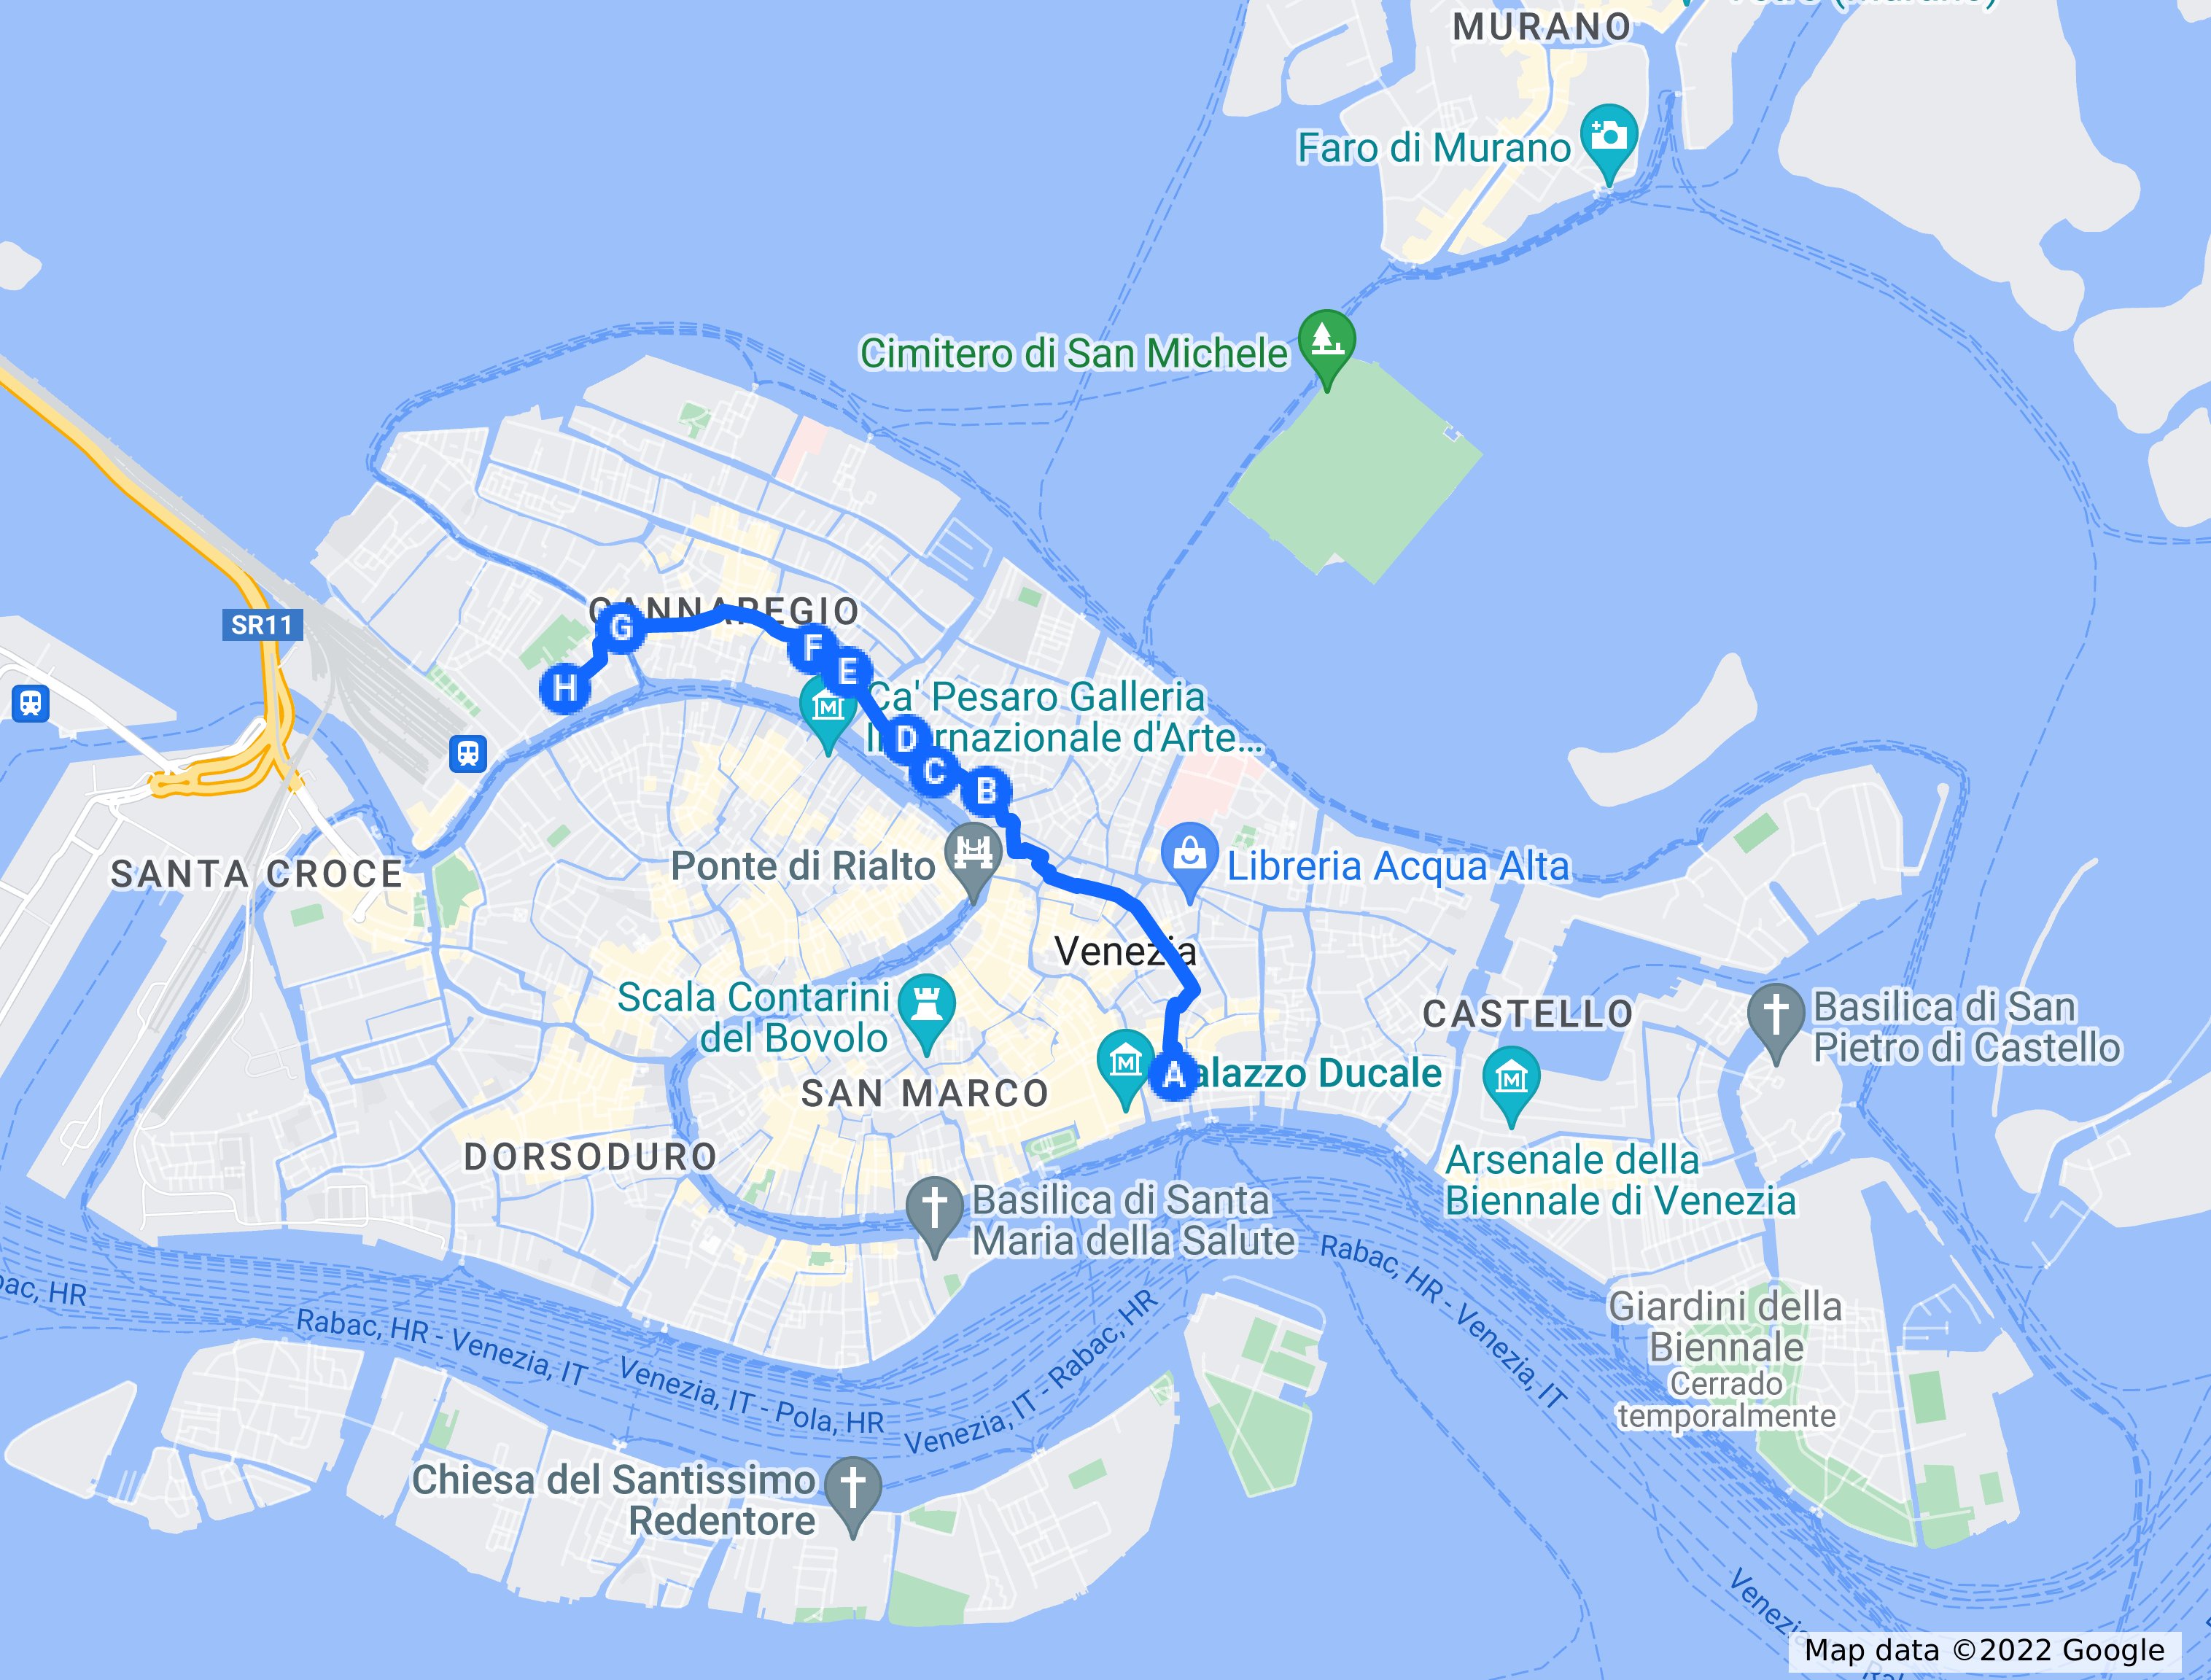 MURANO
Faro di Murano
Cimitero di San Michele
SR11
CANNAREGIO
G
F
E
H
Ca' Pesaro Galleria
Internazionale d'Arte...
D
C
B
Ponte di Rialto
Libreria Acqua Alta
SANTA CROCE
Venezia
Scala Contarini
del Bovolo
CASTELLO
Basilica di San
Pietro di Castello
A
Palazzo Ducale
SAN MARCO
DORSODURO
Arsenale della
Biennale di Venezia
Basilica di Santa
Maria della Salute
Rabac, HR - Venezia, IT
HR
Rabac, HR - Venezia, IT
Venezia, IT - Pola, HR
Venezia, IT - Rabac, HR
Giardini della
Biennale
Cerrado
temporalmente
Chiesa del Santissimo
Redentore
Venezia
Map data ©2022 Google